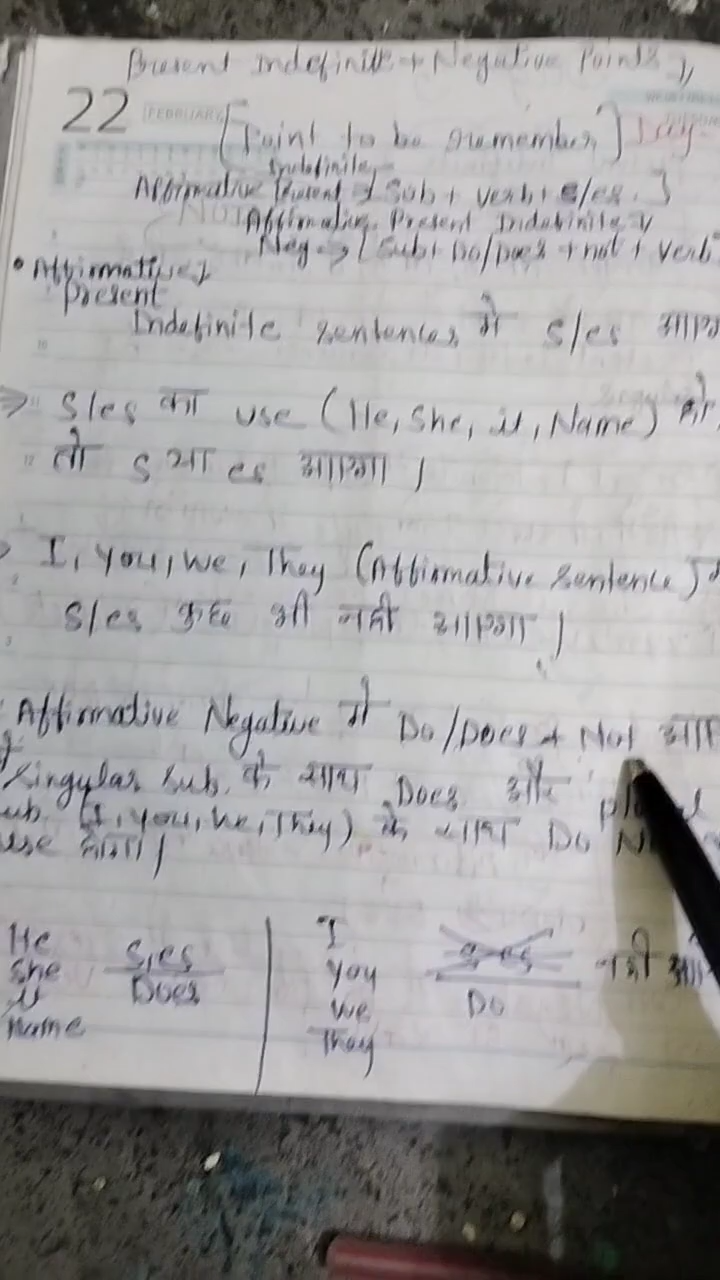 Present Indefinite + Negative Points
22 FEBRUARY
[Point to be remember] Day-
Indefinite
Affirmative Present → Sub + verb + s/es.]
Affirmative Present Indefinite
Neg → [Sub + Do/Does + not + verb
• Affirmative
Present
Indefinite sentences में s/es
⇒ s/es का use (He, She, it, Name)
तो s या es आएगा ।
I, you, we, They (Affirmative sentence) में
s/es कुछ भी नही आएगा ।
Affirmative Negative में Do/Does + Not
Singular Sub. के साथ Does और
Sub (I, you, we, They) के साथ Do
use होगा ।
He
She
it
Name
s/es
Does
I
you
we
They
s/es
Do
नही